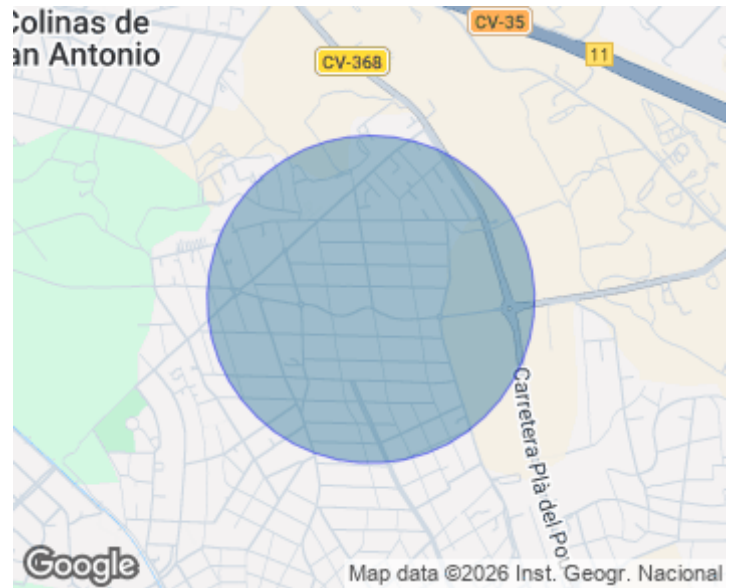 Colinas de
an Antonio
CV-35
11
CV-368
Carretera Plà del Po
Google
Map data ©2026 Inst. Geogr. Nacional